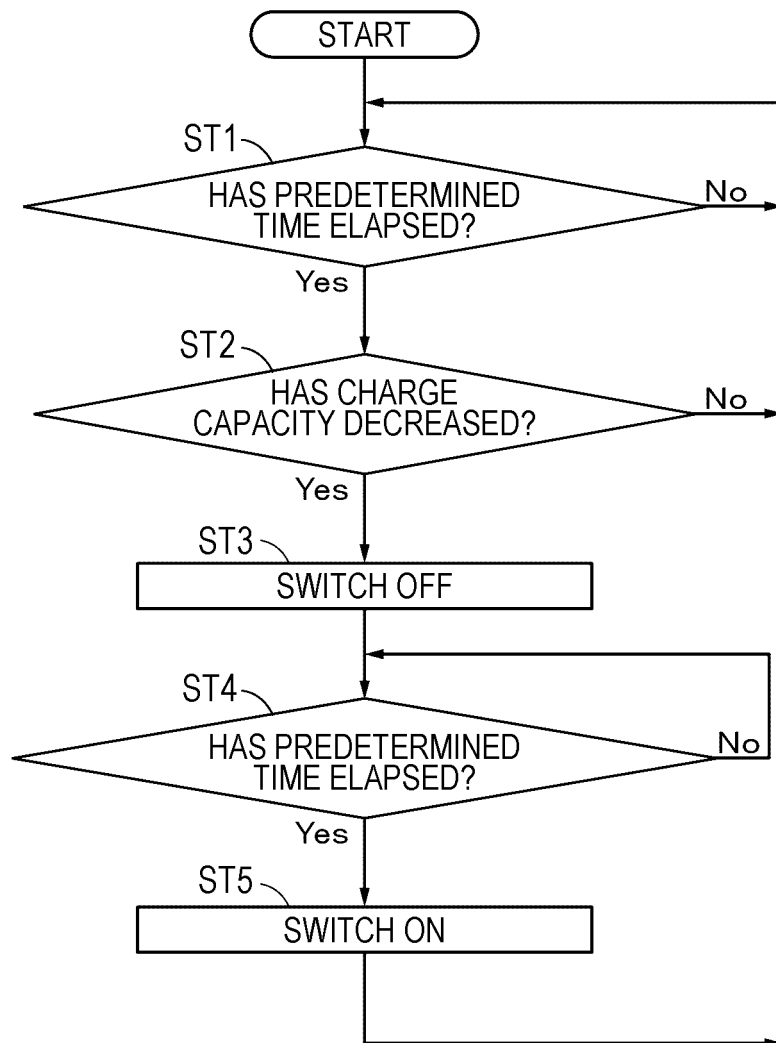 START
ST1
HAS PREDETERMINED
TIME ELAPSED?
No
Yes
ST2
HAS CHARGE
CAPACITY DECREASED?
No
Yes
ST3
SWITCH OFF
ST4
HAS PREDETERMINED
TIME ELAPSED?
No
Yes
ST5
SWITCH ON